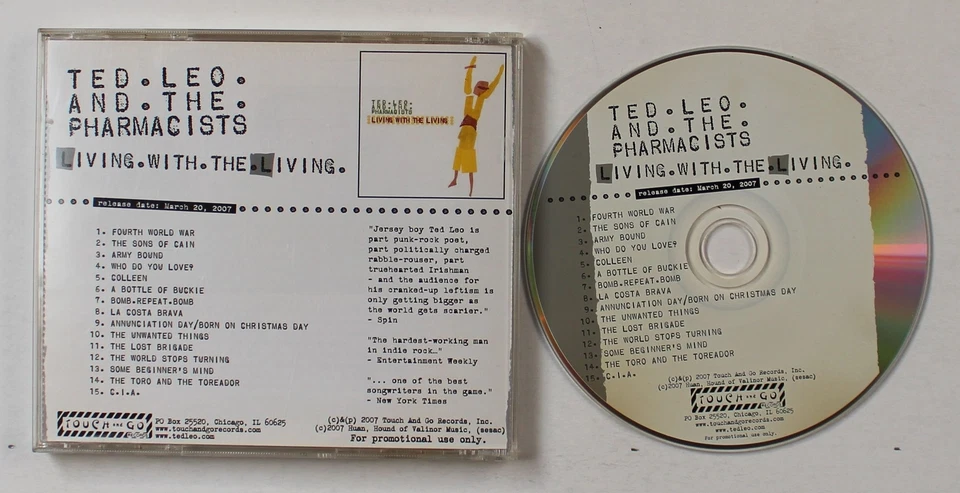 TED.LEO.
AND.THE.
PHARMACISTS
LIVING.WITH.THE.LIVING.
TED.LEO.
PHARMACISTS
LIVING WITH THE LIVING
release date: March 20, 2007
1. FOURTH WORLD WAR
2. THE SONS OF CAIN
3. ARMY BOUND
4. WHO DO YOU LOVE?
5. COLLEEN
6. A BOTTLE OF BUCKIE
7. BOMB.REPEAT.BOMB
8. LA COSTA BRAVA
9. ANNUNCIATION DAY/BORN ON CHRISTMAS DAY
10. THE UNWANTED THINGS
11. THE LOST BRIGADE
12. THE WORLD STOPS TURNING
13. SOME BEGINNER'S MIND
14. THE TORO AND THE TOREADOR
15. C.I.A.
"Jersey boy Ted Leo is
part punk-rock poet,
part politically charged
rabble-rouser, part
truehearted Irishman
- and the audience for
his cranked-up leftism is
only getting bigger as
the world gets scarier."
- Spin
"The hardest-working man
in indie rock…"
- Entertainment Weekly
"... one of the best
songwriters in the game."
- New York Times
TOUCH AND GO
PO Box 25520, Chicago, IL 60625
www.touchandgorecords.com
www.tedleo.com
(c)&(p) 2007 Touch And Go Records, Inc.
(c)2007 Huan, Hound of Valinor Music, (sesac)
For promotional use only.
TED.LEO.
AND.THE.
PHARMACISTS
LIVING.WITH.THE.LIVING.
release date: March 20, 2007
1. FOURTH WORLD WAR
2. THE SONS OF CAIN
3. ARMY BOUND
4. WHO DO YOU LOVE?
5. COLLEEN
6. A BOTTLE OF BUCKIE
7. BOMB.REPEAT.BOMB
8. LA COSTA BRAVA
9. ANNUNCIATION DAY/BORN ON CHRISTMAS DAY
10. THE UNWANTED THINGS
11. THE LOST BRIGADE
12. THE WORLD STOPS TURNING
13. SOME BEGINNER'S MIND
14. THE TORO AND THE TOREADOR
15. C.I.A.
(c)&(p) 2007 Touch And Go Records, Inc.
(c)2007 Huan, Hound of Valinor Music, (sesac)
TOUCH AND GO
PO Box 25520, Chicago, IL 60625
www.touchandgorecords.com
www.tedleo.com
For promotional use only.